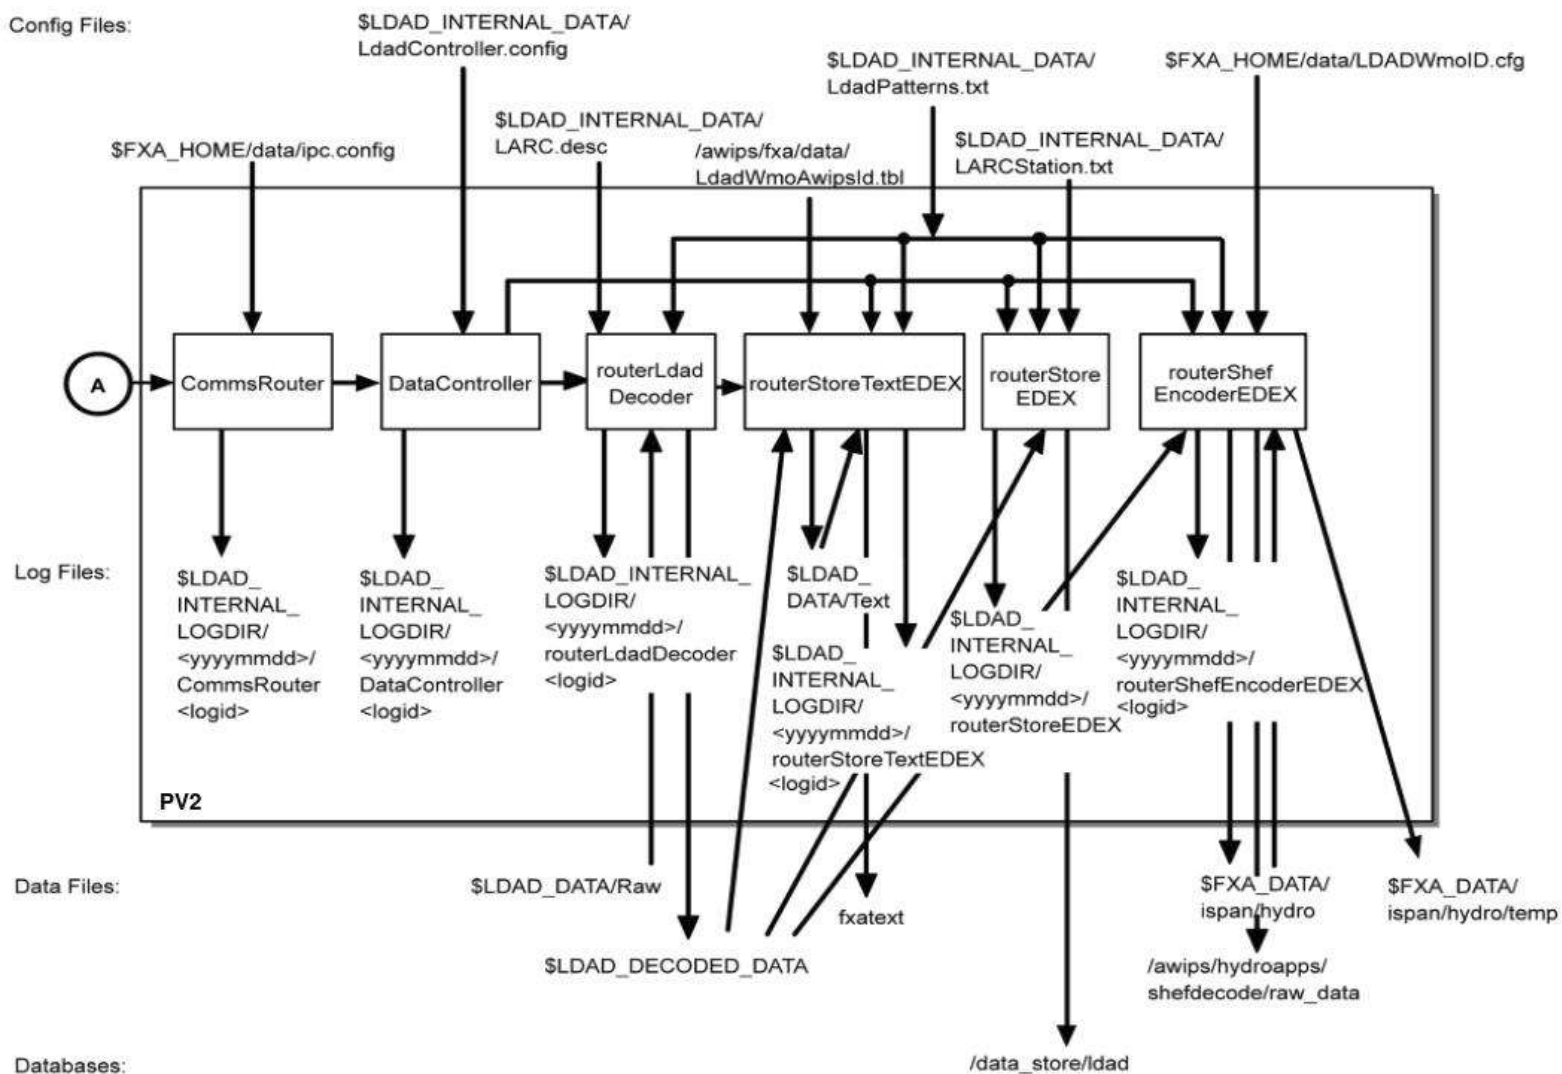 Config Files:
$LDAD_INTERNAL_DATA/
LdadController.config
$LDAD_INTERNAL_DATA/
LdadPatterns.txt
$FXA_HOME/data/LDADWmoID.cfg
$FXA_HOME/data/ipc.config
$LDAD_INTERNAL_DATA/
LARC.desc
/awips/fxa/data/
LdadWmoAwipsId.tbl
$LDAD_INTERNAL_DATA/
LARCStation.txt
A
CommsRouter
DataController
routerLdad
Decoder
routerStoreTextEDEX
routerStore
EDEX
routerShef
EncoderEDEX
Log Files:
$LDAD_
INTERNAL_
LOGDIR/
<yyyymmdd>/
CommsRouter
<logid>
$LDAD_
INTERNAL_
LOGDIR/
<yyyymmdd>/
DataController
<logid>
$LDAD_INTERNAL_
LOGDIR/
<yyyymmdd>/
routerLdadDecoder
<logid>
$LDAD_
DATA/Text
$LDAD_
INTERNAL_
LOGDIR/
<yyyymmdd>/
routerStoreTextEDEX
<logid>
$LDAD_
INTERNAL_
LOGDIR/
<yyyymmdd>/
routerStoreEDEX
$LDAD_
INTERNAL_
LOGDIR/
<yyyymmdd>/
routerShefEncoderEDEX
<logid>
PV2
Data Files:
$LDAD_DATA/Raw
$LDAD_DECODED_DATA
fxatext
$FXA_DATA/
ispan/hydro
$FXA_DATA/
ispan/hydro/temp
/awips/hydroapps/
shefdecode/raw_data
Databases:
/data_store/ldad